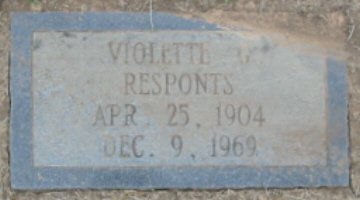 VIOLETTE G
RESPONTS
APR. 25, 1904
DEC. 9, 1969